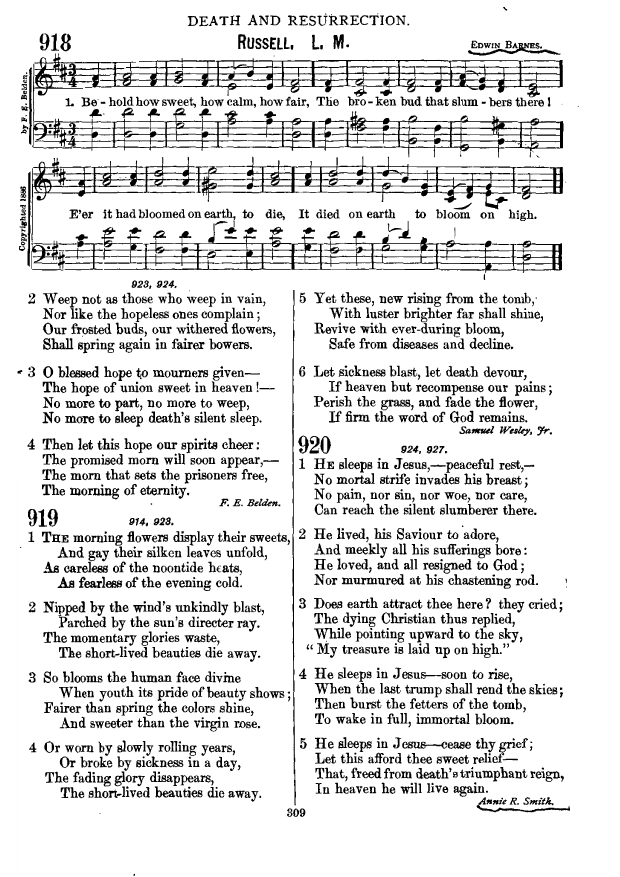 DEATH AND RESURRECTION.
918
RUSSELL. L. M.
EDWIN BARNES.
by F. E. Belden.
1. Be - hold how sweet, how calm, how fair, The bro - ken bud that slum - bers there!
Copyrighted 1886
E'er it had bloomed on earth, to die, It died on earth to bloom on high.
923, 924.
2 Weep not as those who weep in vain,
Nor like the hopeless ones complain;
Our frosted buds, our withered flowers,
Shall spring again in fairer bowers.
3 O blessed hope to mourners given—
The hope of union sweet in heaven!—
No more to part, no more to weep,
No more to sleep death's silent sleep.
4 Then let this hope our spirits cheer:
The promised morn will soon appear,—
The morn that sets the prisoners free,
The morning of eternity.
F. E. Belden.
919
914, 923.
1 THE morning flowers display their sweets,
And gay their silken leaves unfold,
As careless of the noontide heats,
As fearless of the evening cold.
2 Nipped by the wind's unkindly blast,
Parched by the sun's directer ray.
The momentary glories waste,
The short-lived beauties die away.
3 So blooms the human face divine
When youth its pride of beauty shows;
Fairer than spring the colors shine,
And sweeter than the virgin rose.
4 Or worn by slowly rolling years,
Or broke by sickness in a day,
The fading glory disappears,
The short-lived beauties die away.
5 Yet these, new rising from the tomb,
With luster brighter far shall shine,
Revive with ever-during bloom,
Safe from diseases and decline.
6 Let sickness blast, let death devour,
If heaven but recompense our pains;
Perish the grass, and fade the flower,
If firm the word of God remains.
Samuel Wesley, Jr.
920
924, 927.
1 HE sleeps in Jesus,—peaceful rest,—
No mortal strife invades his breast;
No pain, nor sin, nor woe, nor care,
Can reach the silent slumberer there.
2 He lived, his Saviour to adore,
And meekly all his sufferings bore:
He loved, and all resigned to God;
Nor murmured at his chastening rod.
3 Does earth attract thee here? they cried;
The dying Christian thus replied,
While pointing upward to the sky,
"My treasure is laid up on high."
4 He sleeps in Jesus—soon to rise,
When the last trump shall rend the skies;
Then burst the fetters of the tomb,
To wake in full, immortal bloom.
5 He sleeps in Jesus—cease thy grief;
Let this afford thee sweet relief—
That, freed from death's triumphant reign,
In heaven he will live again.
Annie R. Smith.
309